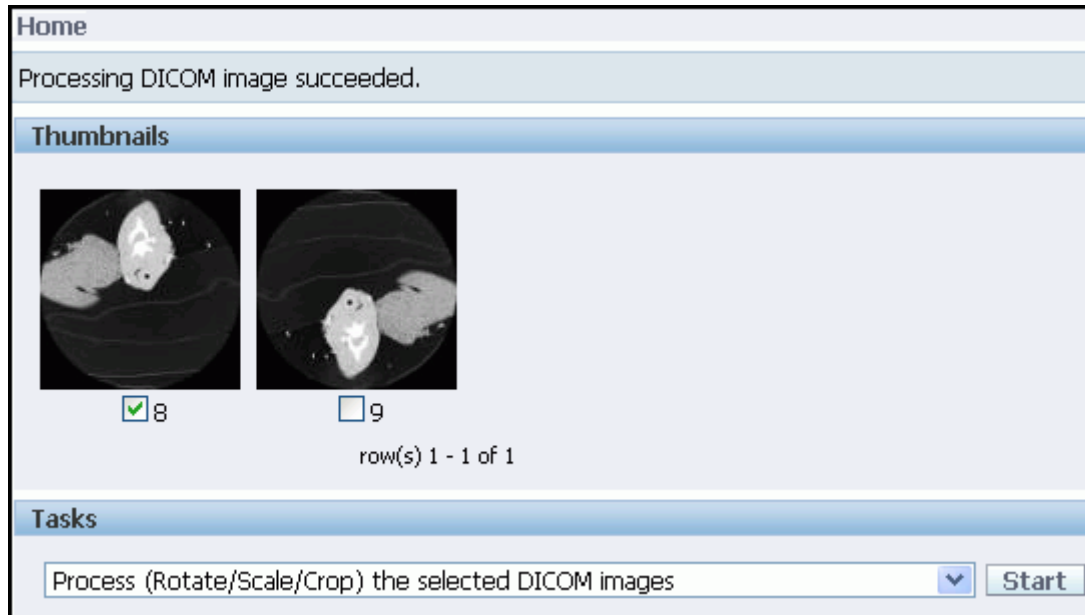 Home
Processing DICOM image succeeded.
Thumbnails
8 9
row(s) 1 - 1 of 1
Tasks
Process (Rotate/Scale/Crop) the selected DICOM images Start